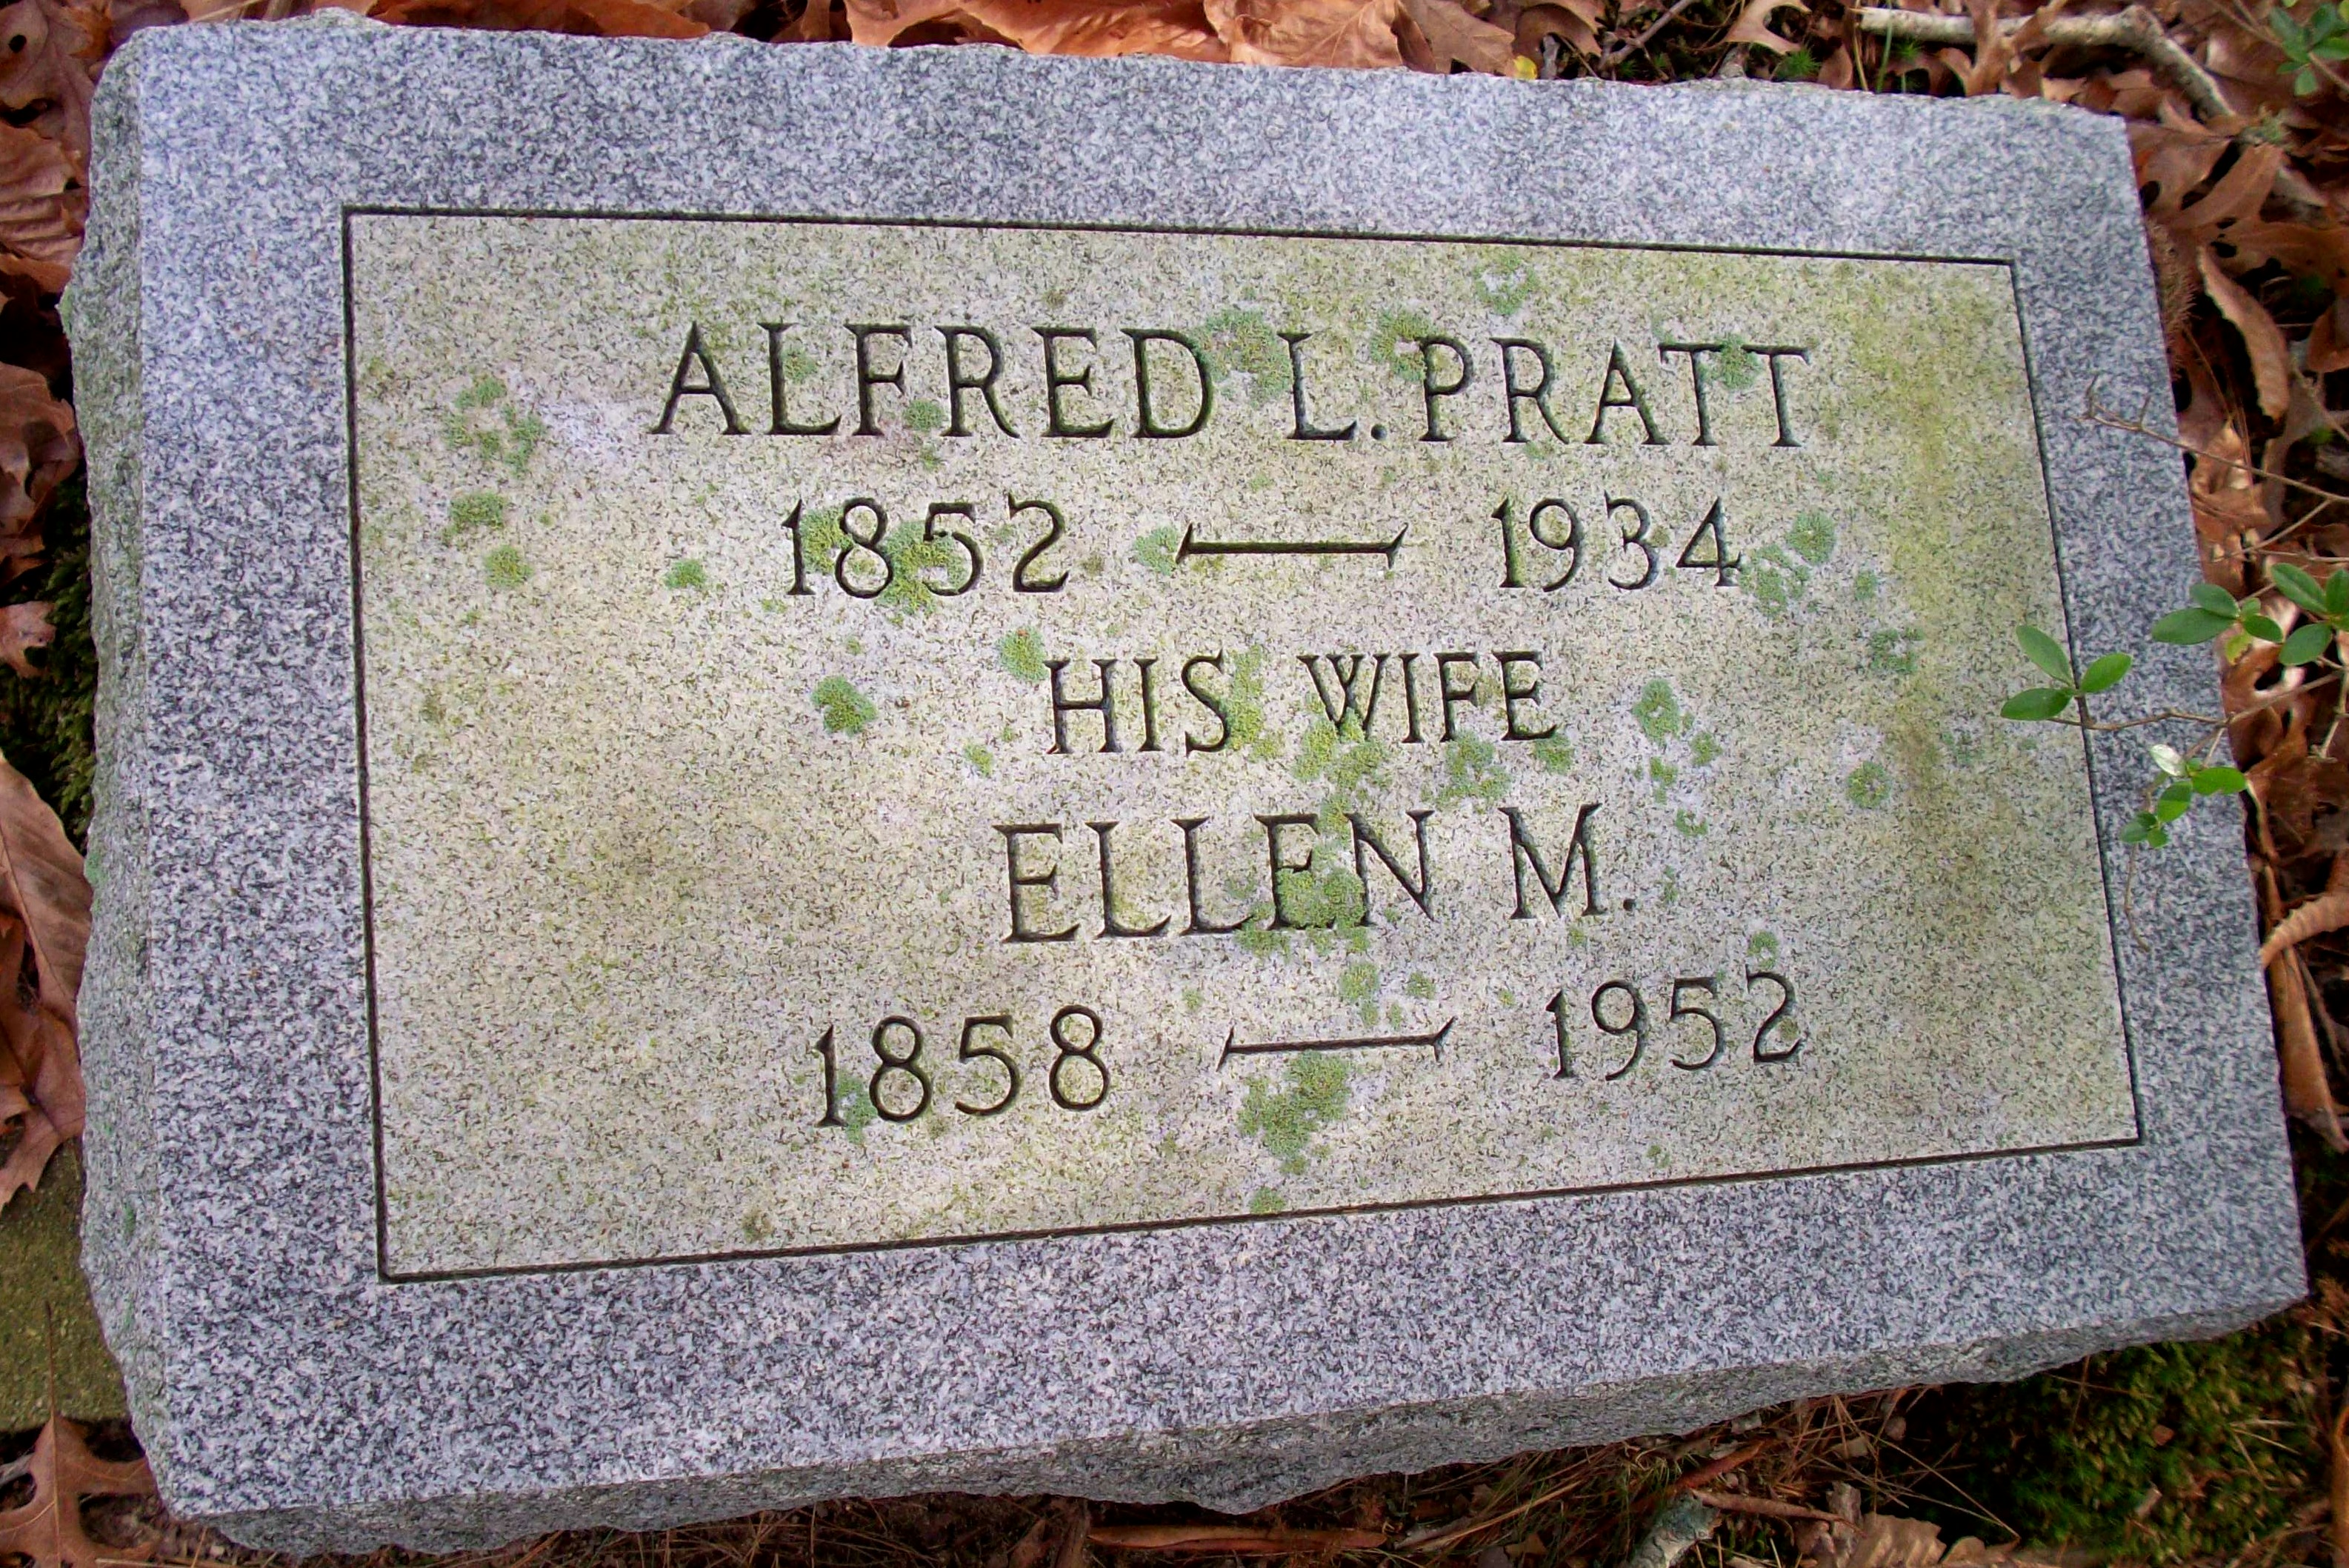 ALFRED L. PRATT
1852 — 1934
HIS WIFE
ELLEN M.
1858 — 1952